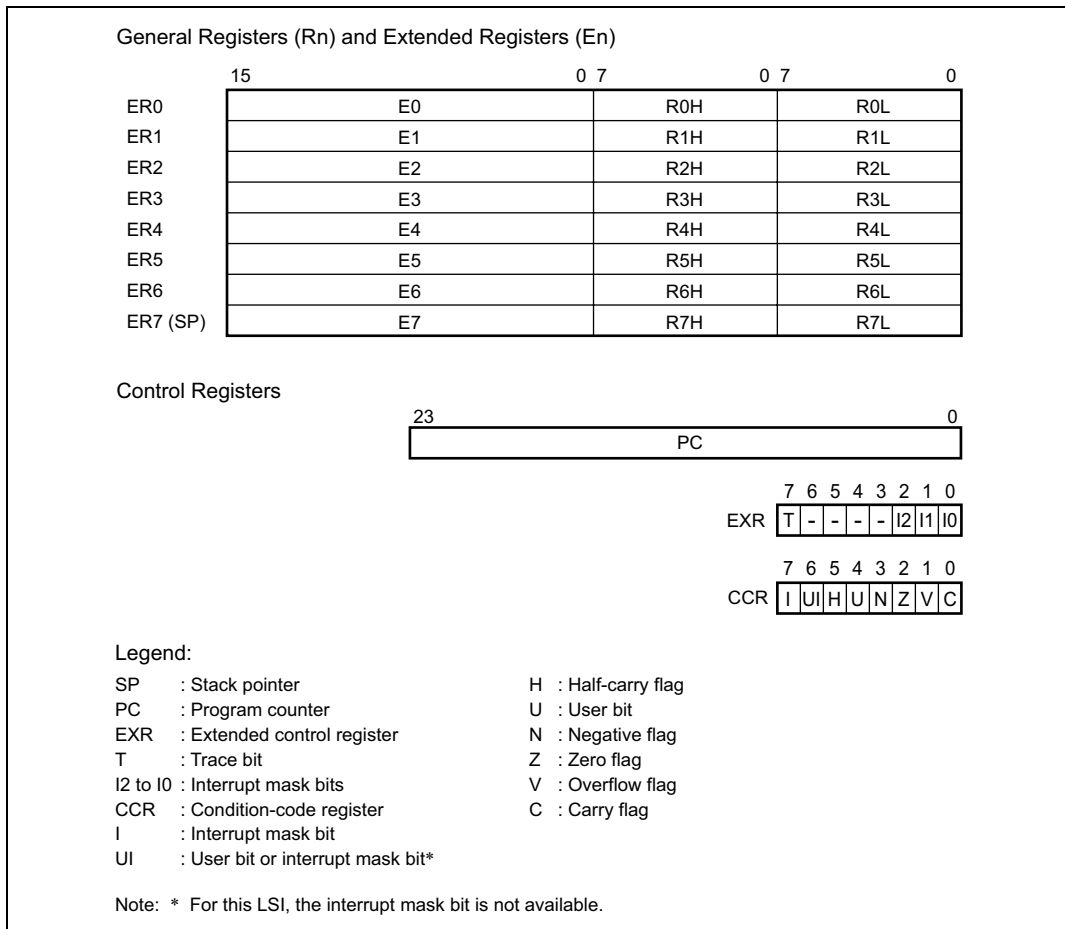 General Registers (Rn) and Extended Registers (En)
15 0 7 0 7 0
ER0 E0 R0H R0L
ER1 E1 R1H R1L
ER2 E2 R2H R2L
ER3 E3 R3H R3L
ER4 E4 R4H R4L
ER5 E5 R5H R5L
ER6 E6 R6H R6L
ER7 (SP) E7 R7H R7L
Control Registers
23 0
PC
7 6 5 4 3 2 1 0
EXR T - - - - I2 I1 I0
7 6 5 4 3 2 1 0
CCR I UI H U N Z V C
Legend:
SP : Stack pointer
PC : Program counter
EXR : Extended control register
T : Trace bit
I2 to I0 : Interrupt mask bits
CCR : Condition-code register
I : Interrupt mask bit
UI : User bit or interrupt mask bit*
H : Half-carry flag
U : User bit
N : Negative flag
Z : Zero flag
V : Overflow flag
C : Carry flag
Note: * For this LSI, the interrupt mask bit is not available.